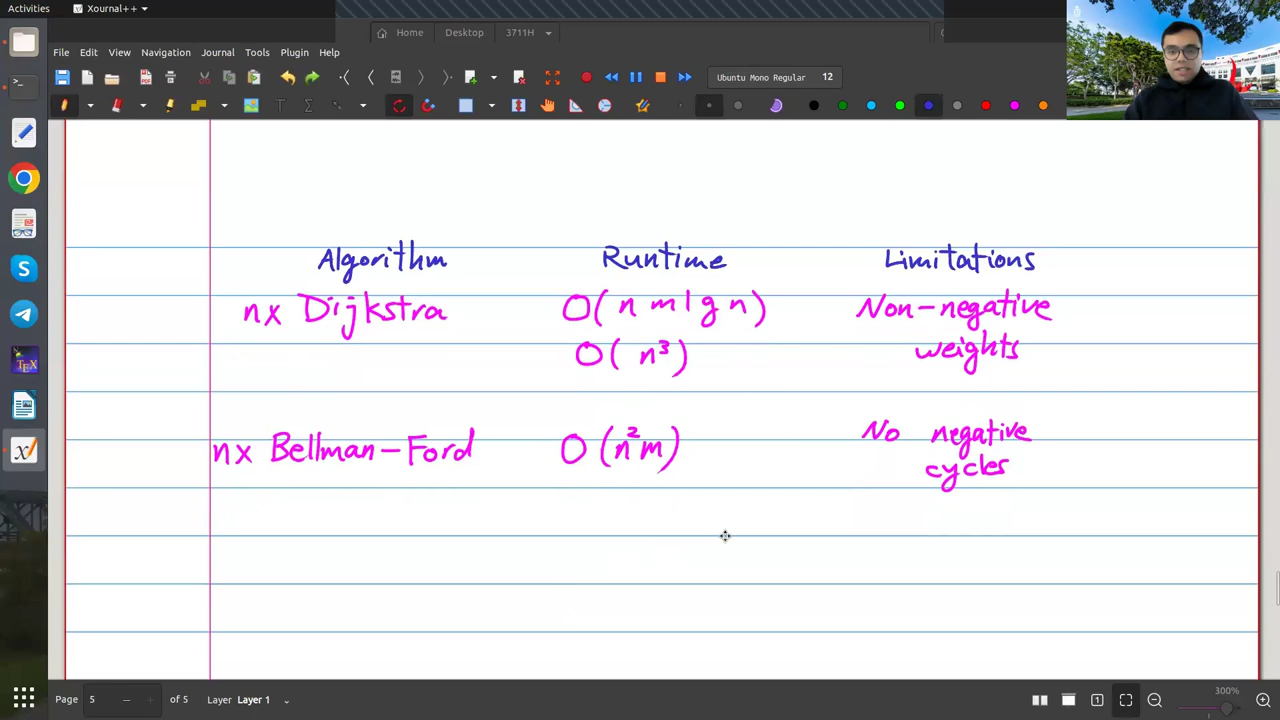 Activities Xournal++
Home Desktop 3711H
File Edit View Navigation Journal Tools Plugin Help
Ubuntu Mono Regular 12
Algorithm Runtime Limitations
nx Dijkstra O(n m lg n) Non-negative
O(n³) weights
nx Bellman-Ford O(n²m) No negative
cycles
Page 5 of 5 Layer Layer 1 300%